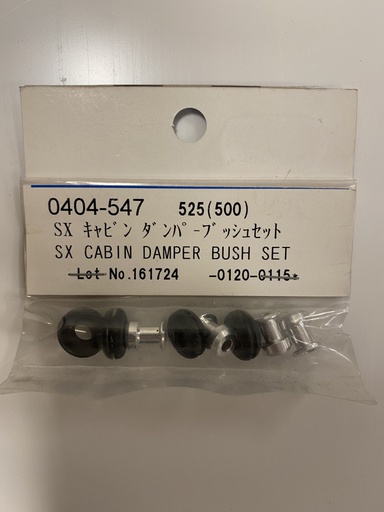 0404-547 525(500)
SX ｷｬﾋﾞﾝ ﾀﾞﾝﾊﾟｰﾌﾞｯｼｭｾｯﾄ
SX CABIN DAMPER BUSH SET
Lot No.161724 -0120-0115*